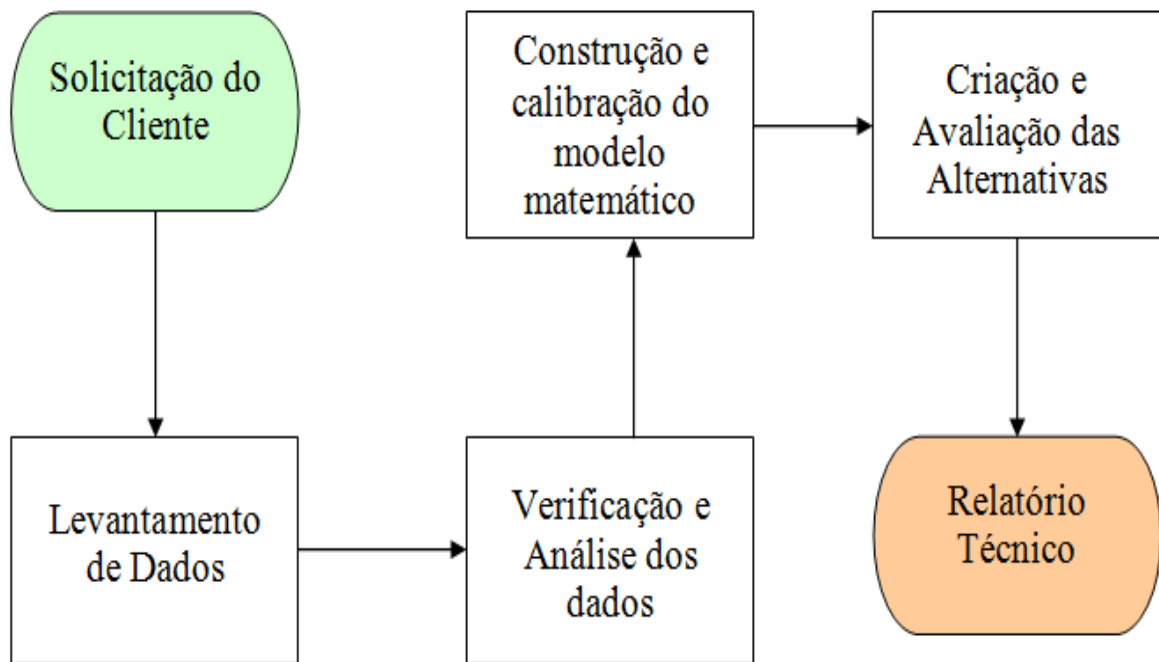 Solicitação do
Cliente
Levantamento
de Dados
Verificação e
Análise dos
dados
Construção e
calibração do
modelo
matemático
Criação e
Avaliação das
Alternativas
Relatório
Técnico